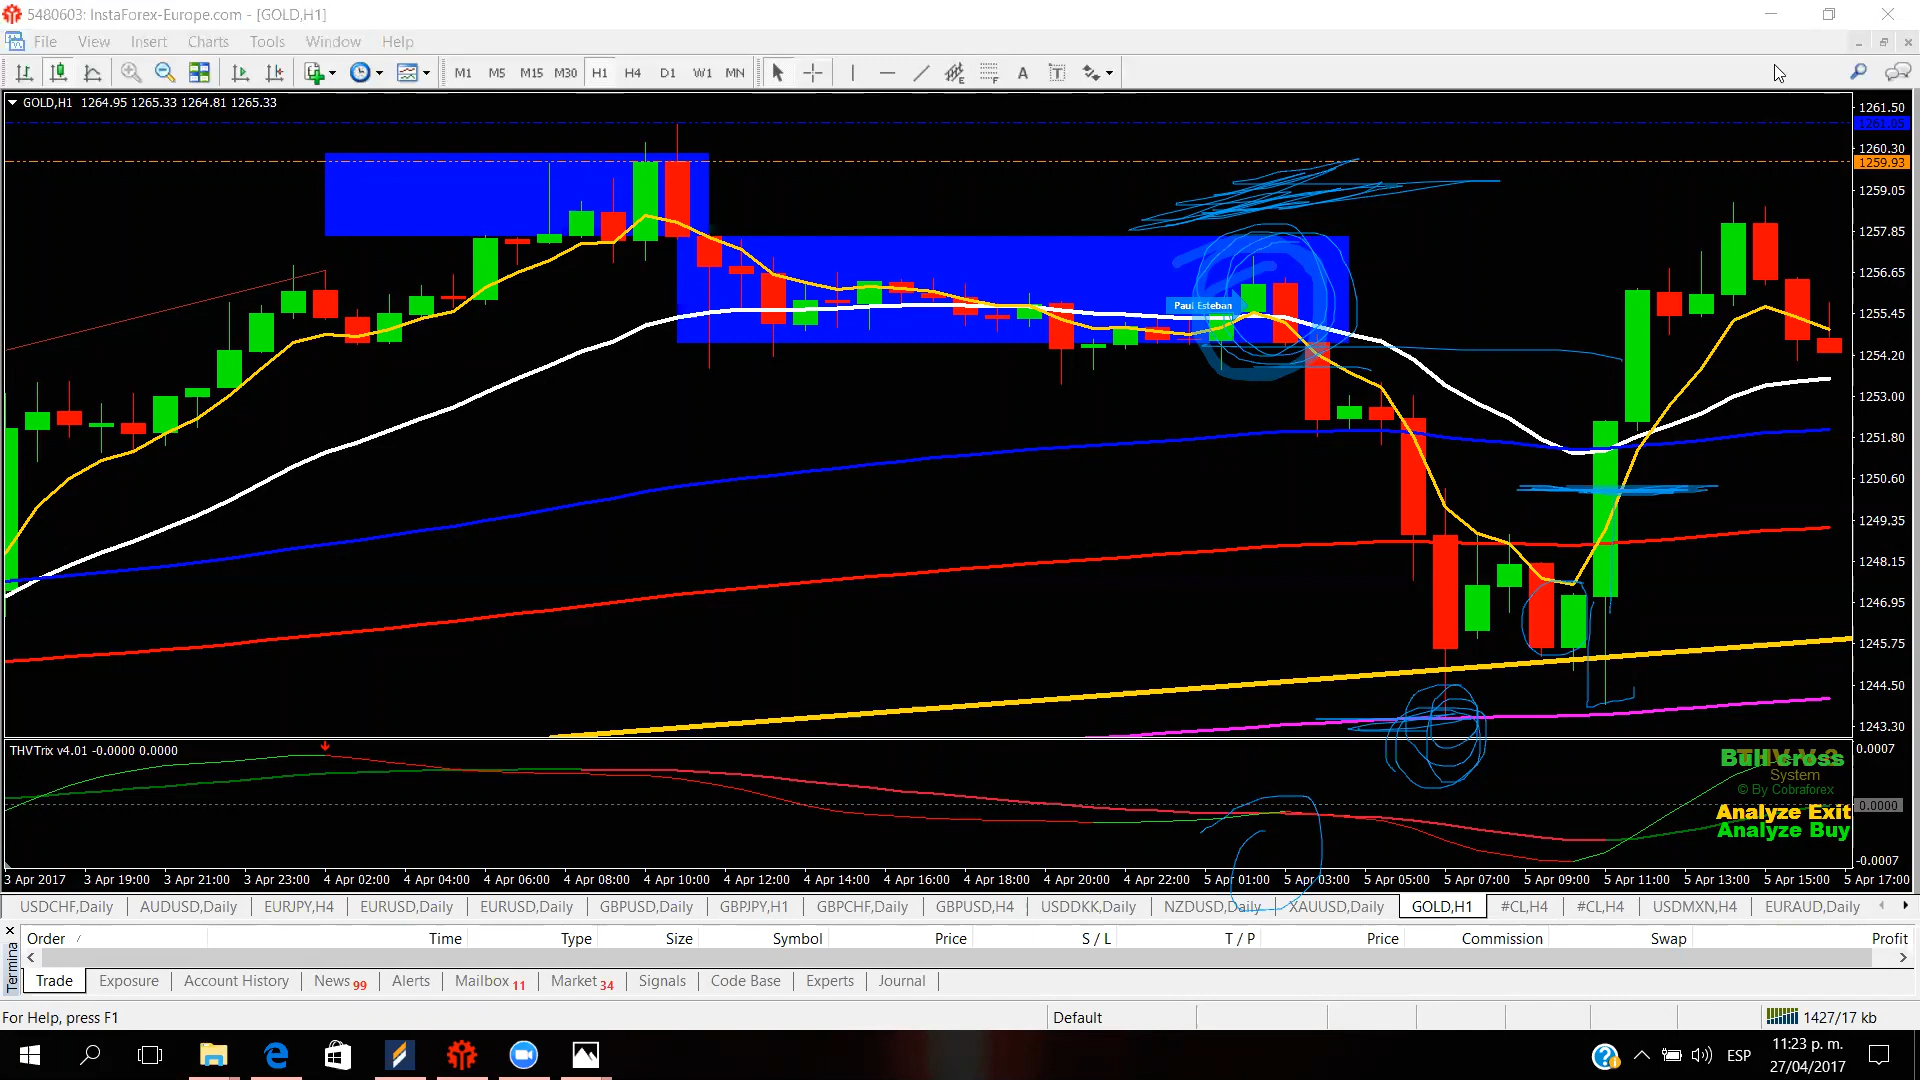 5480603: InstaForex-Europe.com - [GOLD,H1]
File View Insert Charts Tools Window Help
M1 M5 M15 M30 H1 H4 D1 W1 MN A T
GOLD,H1 1264.95 1265.33 1264.81 1265.33
1261.50
1261.05
1260.30
1259.93
1259.05
1257.85
1256.65
Paul Esteban
1255.45
1254.20
1253.00
1251.80
1250.60
1249.35
1248.15
1246.95
1245.75
1244.50
1243.30
THVTrix v4.01 -0.0000 0.0000
0.0007
Bull cross
System
© By Cobraforex
0.0000
Analyze Exit
Analyze Buy
-0.0007
3 Apr 2017 3 Apr 19:00 3 Apr 21:00 3 Apr 23:00 4 Apr 02:00 4 Apr 04:00 4 Apr 06:00 4 Apr 08:00 4 Apr 10:00 4 Apr 12:00 4 Apr 14:00 4 Apr 16:00 4 Apr 18:00 4 Apr 20:00 4 Apr 22:00 5 Apr 01:00 5 Apr 03:00 5 Apr 05:00 5 Apr 07:00 5 Apr 09:00 5 Apr 11:00 5 Apr 13:00 5 Apr 15:00 5 Apr 17:00
USDCHF,Daily AUDUSD,Daily EURJPY,H4 EURUSD,Daily EURUSD,Daily GBPUSD,Daily GBPJPY,H1 GBPCHF,Daily GBPUSD,H4 USDDKK,Daily NZDUSD,Daily XAUUSD,Daily GOLD,H1 #CL,H4 #CL,H4 USDMXN,H4 EURAUD,Daily
Order / Time Type Size Symbol Price S / L T / P Price Commission Swap Profit
Termina
Trade Exposure Account History News 99 Alerts Mailbox 11 Market 34 Signals Code Base Experts Journal
For Help, press F1 Default 1427/17 kb
ESP 11:23 p. m.
27/04/2017